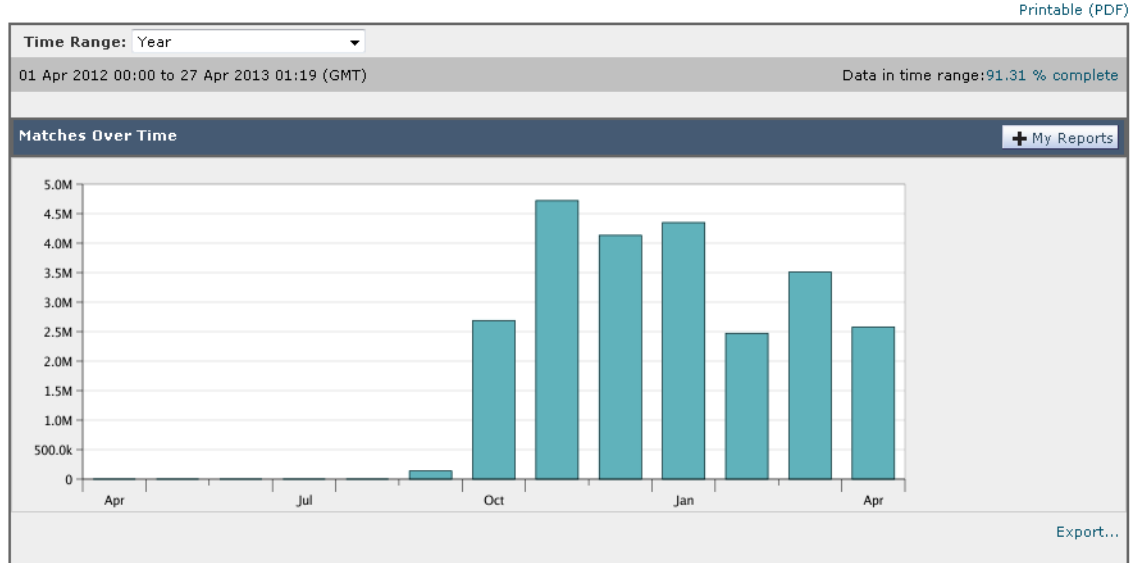 Printable (PDF)
Time Range: Year
01 Apr 2012 00:00 to 27 Apr 2013 01:19 (GMT) Data in time range:91.31 % complete
Matches Over Time + My Reports
5.0M
4.5M
4.0M
3.5M
3.0M
2.5M
2.0M
1.5M
1.0M
500.0k
0
Apr Jul Oct Jan Apr
Export...